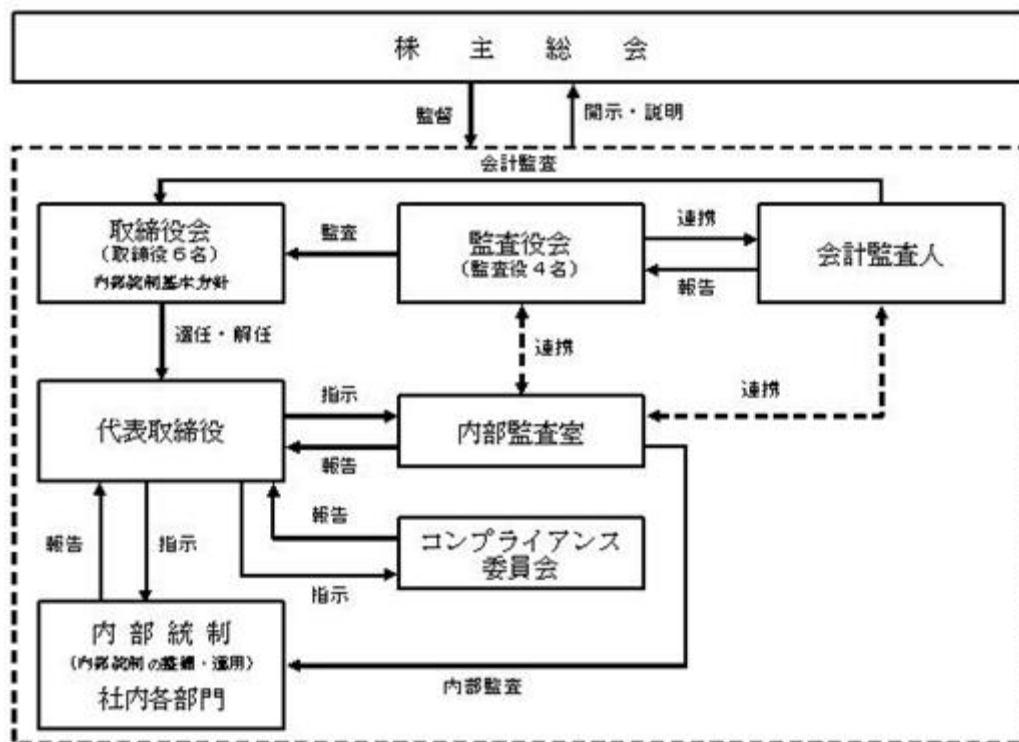 株主総会
監督
開示・説明
会計監査
取締役会
(取締役6名)
内部統制基本方針
監査
監査役会
(監査役4名)
連携
報告
会計監査人
選任・解任
連携
連携
代表取締役
指示
報告
内部監査室
報告
指示
報告
指示
コンプライアンス
委員会
内部統制
(内部統制の整備・運用)
社内各部門
内部監査